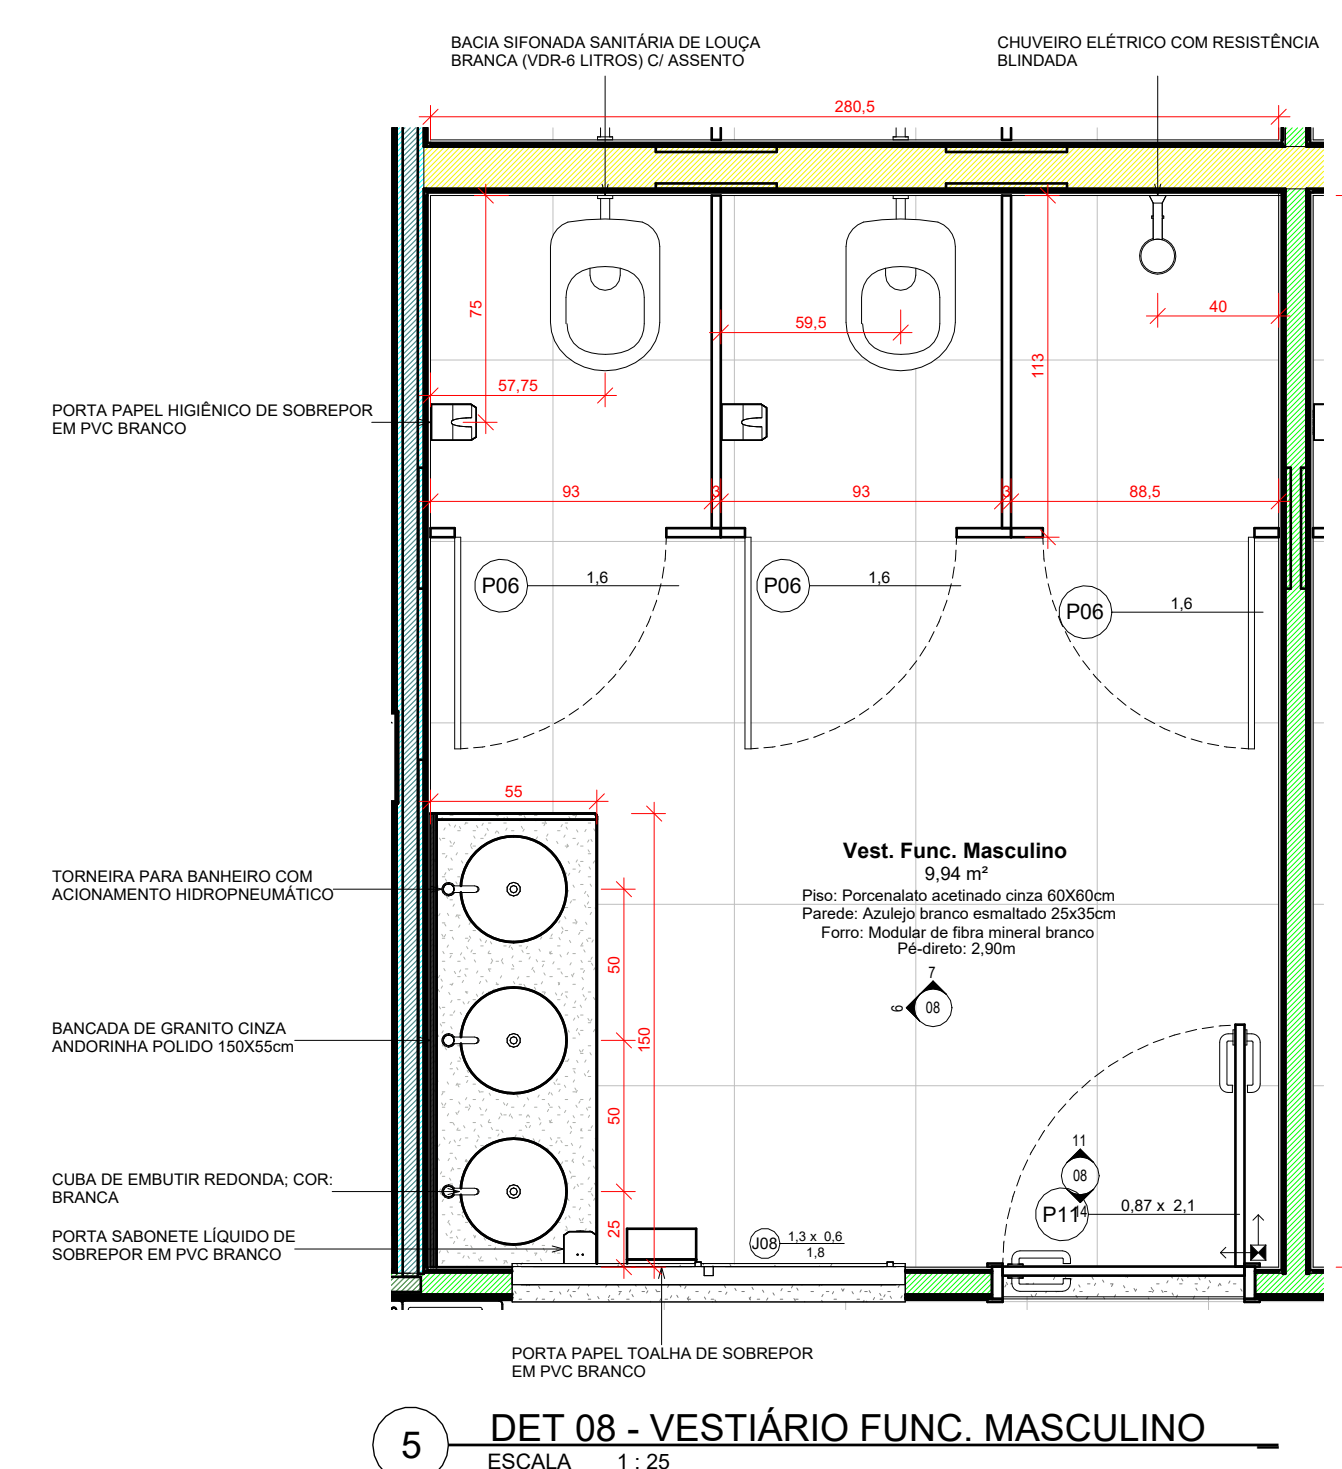 BACIA SIFONADA SANITÁRIA DE LOUÇA
BRANCA (VDR-6 LITROS) C/ ASSENTO
CHUVEIRO ELÉTRICO COM RESISTÊNCIA
BLINDADA
280,5
75
59,5
40
113
57,75
PORTA PAPEL HIGIÊNICO DE SOBREPOR
EM PVC BRANCO
93
3
93
3
88,5
P06
1,6
P06
1,6
P06
1,6
55
Vest. Func. Masculino
9,94 m²
Piso: Porcenalato acetinado cinza 60X60cm
Parede: Azulejo branco esmaltado 25x35cm
Forro: Modular de fibra mineral branco
Pé-direto: 2,90m
TORNEIRA PARA BANHEIRO COM
ACIONAMENTO HIDROPNEUMÁTICO
50
7
6
08
BANCADA DE GRANITO CINZA
ANDORINHA POLIDO 150X55cm
150
50
11
08
14
CUBA DE EMBUTIR REDONDA; COR:
BRANCA
P11
0,87 x 2,1
25
PORTA SABONETE LÍQUIDO DE
SOBREPOR EM PVC BRANCO
J08
1,3 x 0,6
1,8
PORTA PAPEL TOALHA DE SOBREPOR
EM PVC BRANCO
5
DET 08 - VESTIÁRIO FUNC. MASCULINO
ESCALA 1 : 25